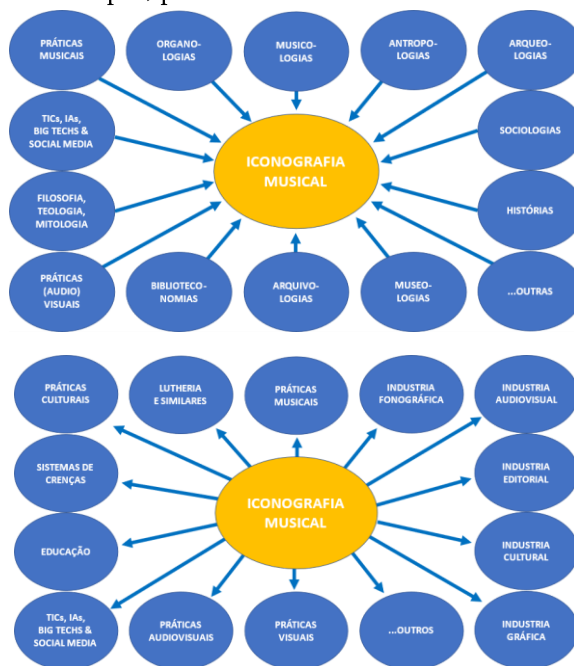 PRÁTICAS
MUSICAIS
ORGANO-
LOGIAS
MUSICO-
LOGIAS
ANTROPO-
LOGIAS
ARQUEO-
LOGIAS
TICs, IAs,
BIG TECHS &
SOCIAL MEDIA
ICONOGRAFIA
MUSICAL
SOCIOLOGIAS
FILOSOFIA,
TEOLOGIA,
MITOLOGIA
HISTÓRIAS
PRÁTICAS
(AUDIO)
VISUAIS
BIBLIOTECO-
NOMIAS
ARQUIVO-
LOGIAS
MUSEO-
LOGIAS
...OUTRAS
PRÁTICAS
CULTURAIS
LUTHERIA
E SIMILARES
PRÁTICAS
MUSICAIS
INDUSTRIA
FONOGRÁFICA
INDUSTRIA
AUDIOVISUAL
SISTEMAS DE
CRENÇAS
ICONOGRAFIA
MUSICAL
INDUSTRIA
EDITORIAL
EDUCAÇÃO
INDUSTRIA
CULTURAL
TICs, IAs,
BIG TECHS &
SOCIAL MEDIA
PRÁTICAS
AUDIOVISUAIS
PRÁTICAS
VISUAIS
...OUTROS
INDUSTRIA
GRÁFICA